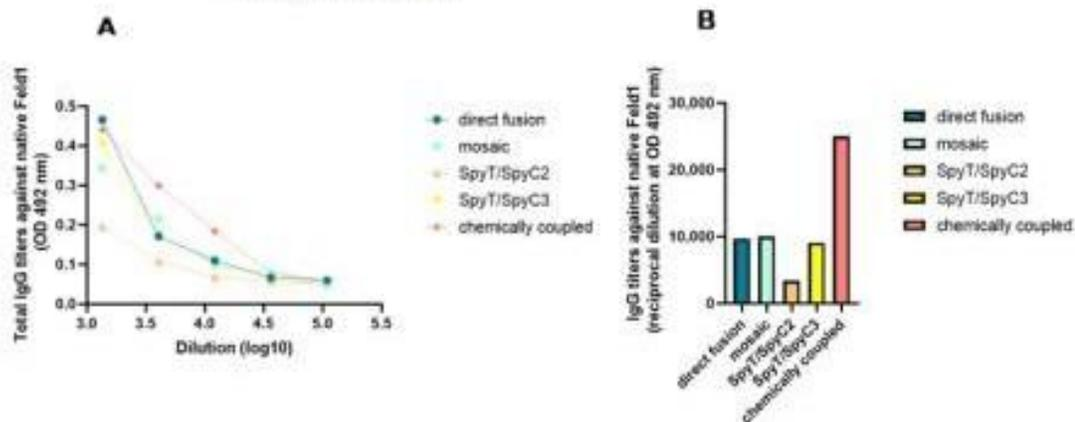 A
Total IgG titers against native Feld1
(OD 492 nm)
0.5
0.4
0.3
0.2
0.1
0.0
3.0 3.5 4.0 4.5 5.0 5.5
Dilution (log10)
direct fusion
mosaic
SpyT/SpyC2
SpyT/SpyC3
chemically coupled
B
IgG titers against native Feld1
(reciprocal dilution at OD 492 nm)
30,000
20,000
10,000
0
direct fusion
mosaic
SpyT/SpyC2
SpyT/SpyC3
chemically coupled
direct fusion
mosaic
SpyT/SpyC2
SpyT/SpyC3
chemically coupled